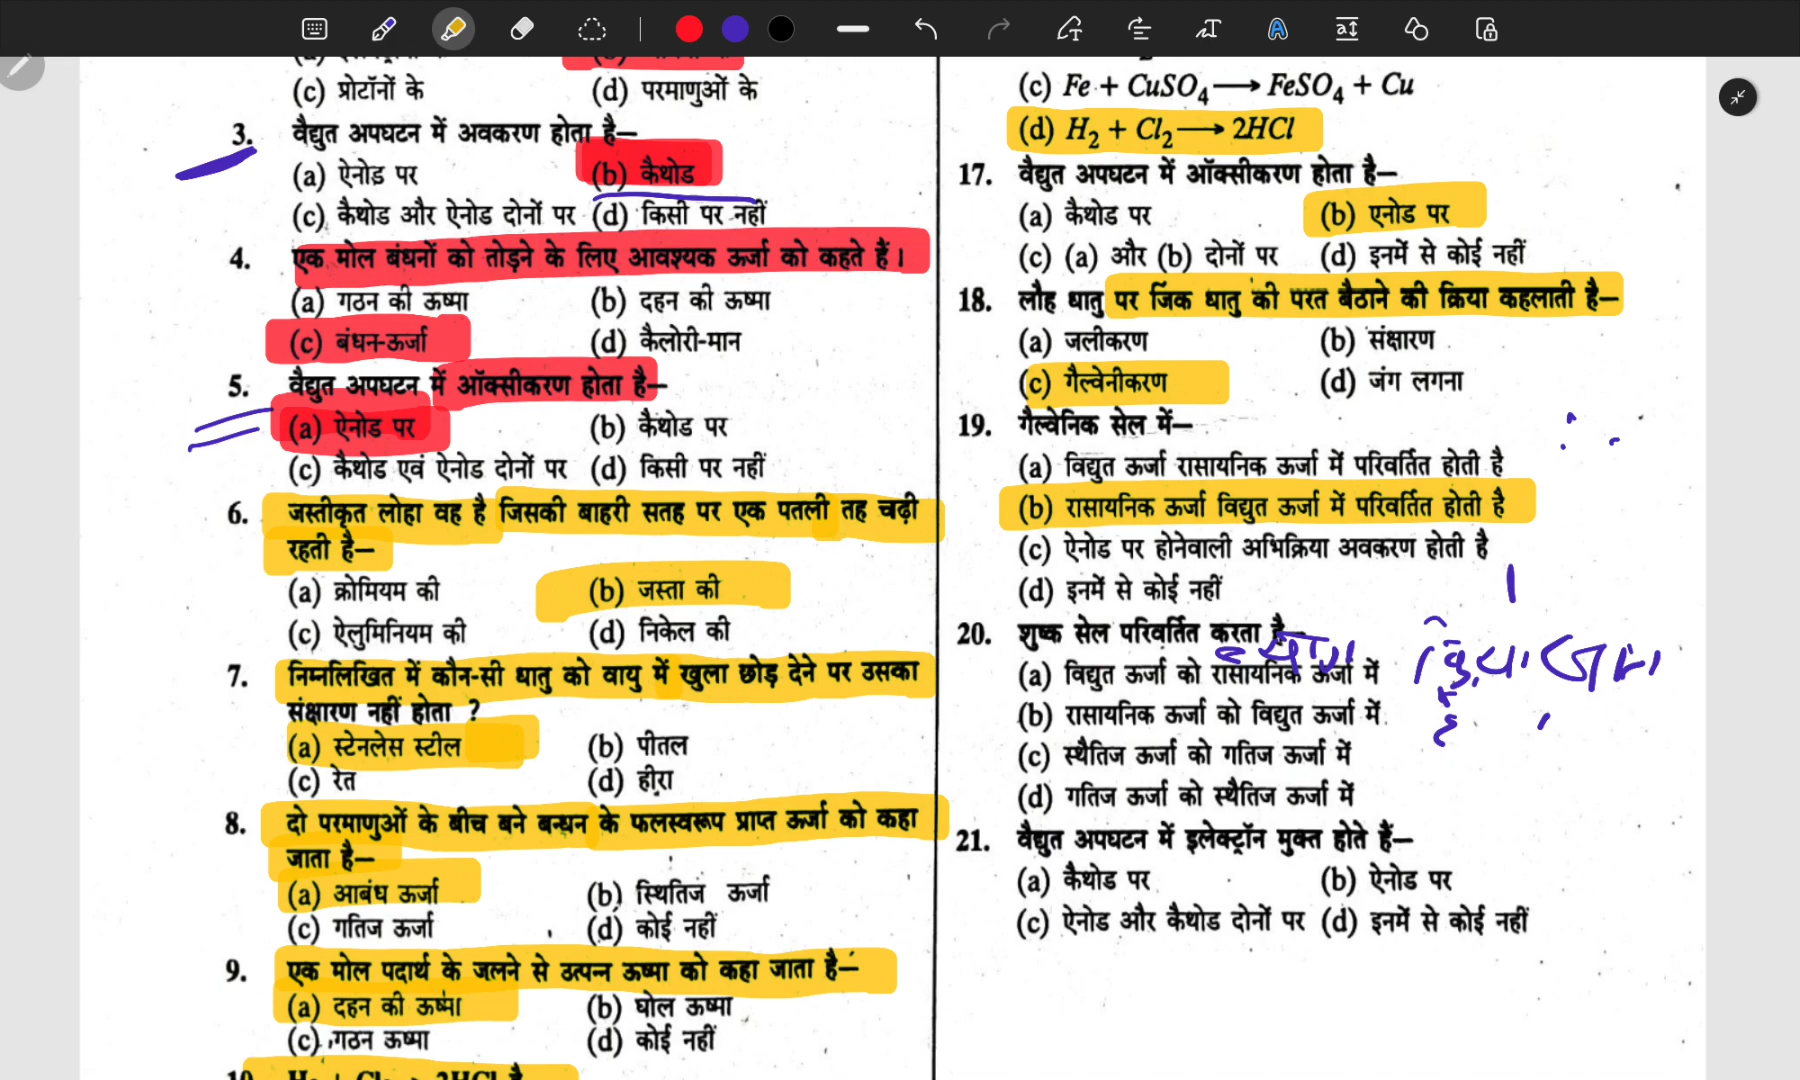 (c) प्रोटॉनों के (d) परमाणुओं के
3. वैद्युत अपघटन में अवकरण होता है—
(a) ऐनोड पर (b) कैथोड
(c) कैथोड और ऐनोड दोनों पर (d) किसी पर नहीं
4. एक मोल बंधनों को तोड़ने के लिए आवश्यक ऊर्जा को कहते हैं।
(a) गठन की ऊष्मा (b) दहन की ऊष्मा
(c) बंधन-ऊर्जा (d) कैलोरी-मान
5. वैद्युत अपघटन में ऑक्सीकरण होता है—
(a) ऐनोड पर (b) कैथोड पर
(c) कैथोड एवं ऐनोड दोनों पर (d) किसी पर नहीं
6. जस्तीकृत लोहा वह है जिसकी बाहरी सतह पर एक पतली तह चढ़ी
रहती है—
(a) क्रोमियम की (b) जस्ता की
(c) ऐलुमिनियम की (d) निकेल की
7. निम्नलिखित में कौन-सी धातु को वायु में खुला छोड़ देने पर उसका
संक्षारण नहीं होता ?
(a) स्टेनलेस स्टील (b) पीतल
(c) रेत (d) हीरा
8. दो परमाणुओं के बीच बने बन्धन के फलस्वरूप प्राप्त ऊर्जा को कहा
जाता है—
(a) आबंध ऊर्जा (b) स्थितिज ऊर्जा
(c) गतिज ऊर्जा (d) कोई नहीं
9. एक मोल पदार्थ के जलने से उत्पन्न ऊष्मा को कहा जाता है—
(a) दहन की ऊष्मा (b) घोल ऊष्मा
(c) गठन ऊष्मा (d) कोई नहीं
(c) Fe + CuSO₄ ⟶ FeSO₄ + Cu
(d) H₂ + Cl₂ ⟶ 2HCl
17. वैद्युत अपघटन में ऑक्सीकरण होता है—
(a) कैथोड पर (b) एनोड पर
(c) (a) और (b) दोनों पर (d) इनमें से कोई नहीं
18. लौह धातु पर जिंक धातु की परत बैठाने की क्रिया कहलाती है—
(a) जलीकरण (b) संक्षारण
(c) गैल्वेनीकरण (d) जंग लगना
19. गैल्वेनिक सेल में—
(a) विद्युत ऊर्जा रासायनिक ऊर्जा में परिवर्तित होती है
(b) रासायनिक ऊर्जा विद्युत ऊर्जा में परिवर्तित होती है
(c) ऐनोड पर होनेवाली अभिक्रिया अवकरण होती है
(d) इनमें से कोई नहीं
20. शुष्क सेल परिवर्तित करता है—
(a) विद्युत ऊर्जा को रासायनिक ऊर्जा में
(b) रासायनिक ऊर्जा को विद्युत ऊर्जा में
(c) स्थैतिज ऊर्जा को गतिज ऊर्जा में
(d) गतिज ऊर्जा को स्थैतिज ऊर्जा में
21. वैद्युत अपघटन में इलेक्ट्रॉन मुक्त होते हैं—
(a) कैथोड पर (b) ऐनोड पर
(c) ऐनोड और कैथोड दोनों पर (d) इनमें से कोई नहीं